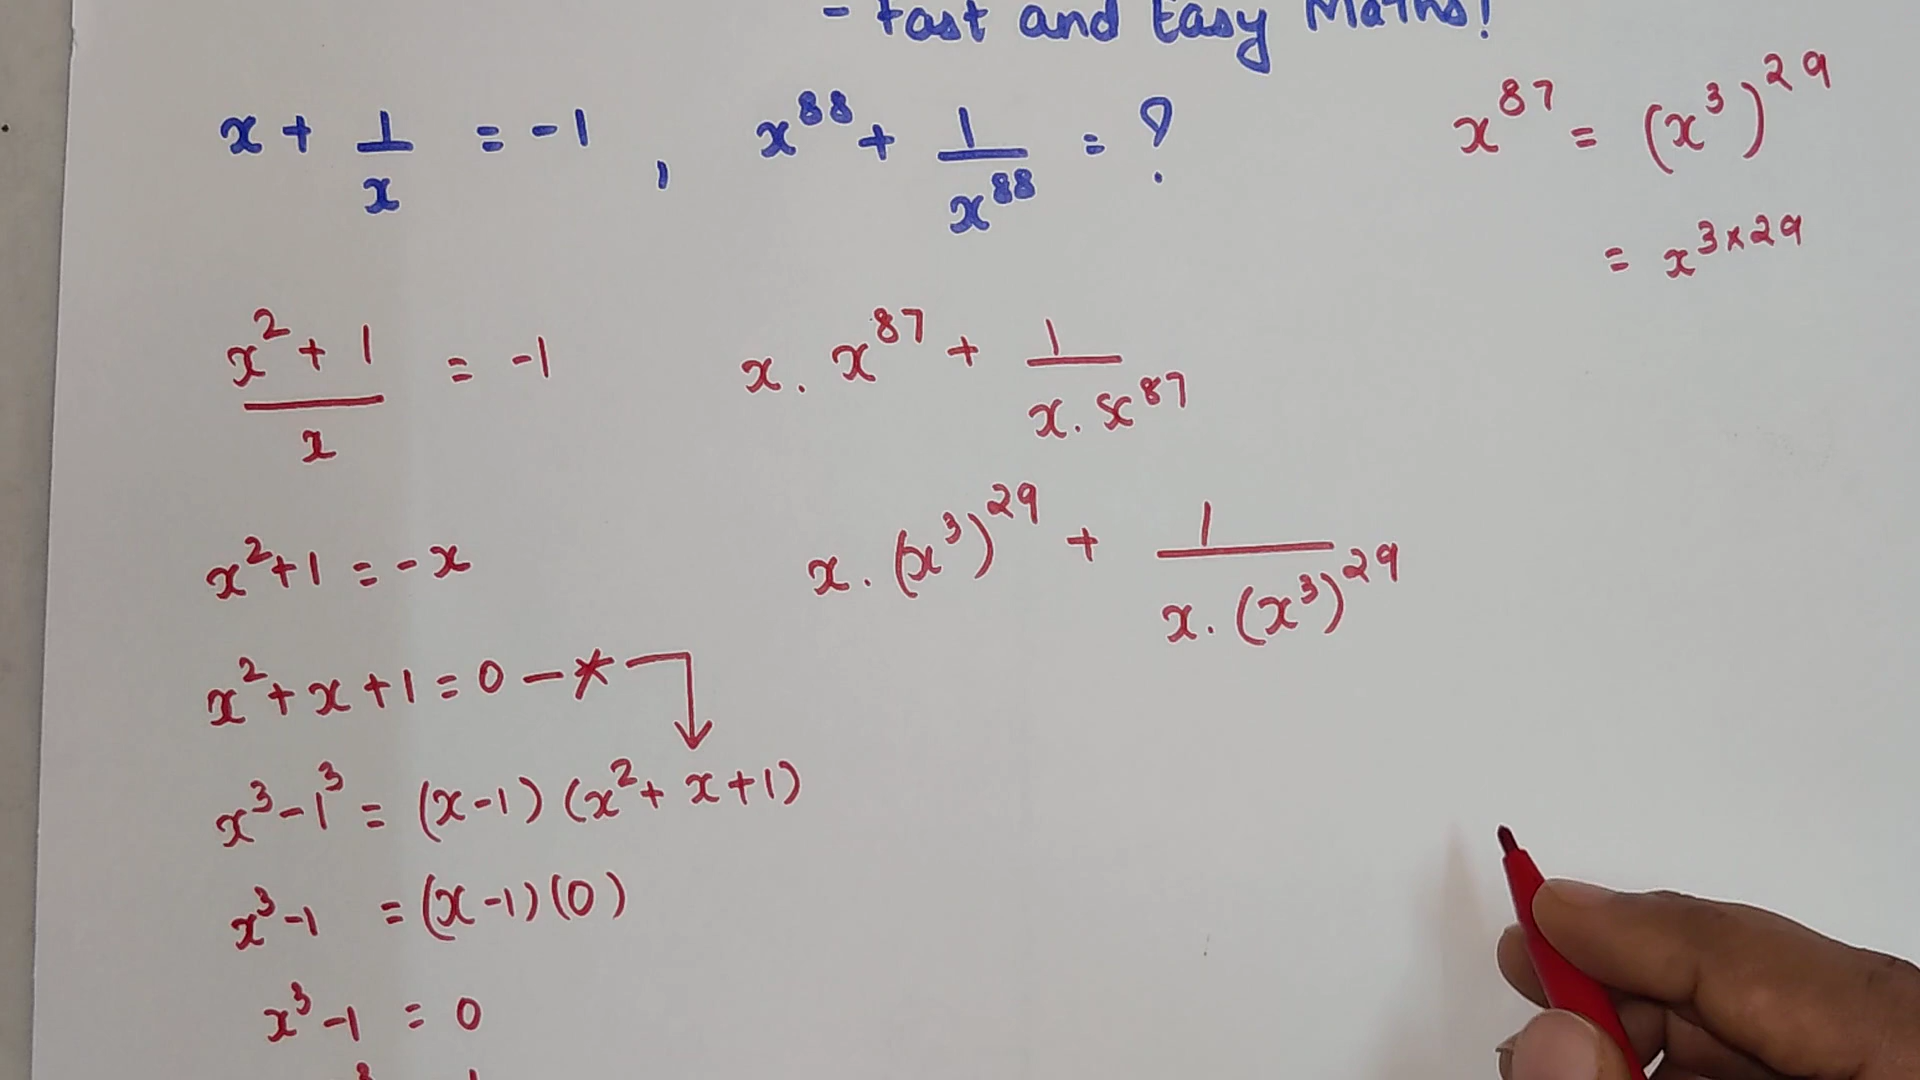 - Fast and Easy Maths!
x + 1/x = -1 , x^88 + 1/x^88 = ?
x^87 = (x^3)^29
= x^3×29
(x^2 + 1)/x = -1
x . x^87 + 1/(x . x^87)
x^2 + 1 = -x
x . (x^3)^29 + 1/(x . (x^3)^29)
x^2 + x + 1 = 0 - *
x^3 - 1^3 = (x-1) (x^2 + x + 1)
x^3 - 1 = (x-1) (0)
x^3 - 1 = 0